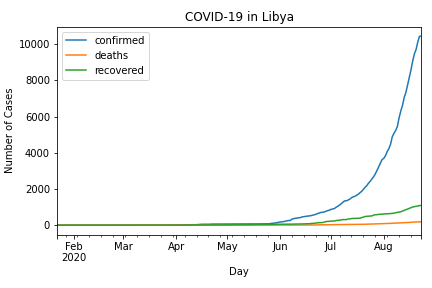 COVID-19 in Libya
confirmed
deaths
recovered
Number of Cases
10000
8000
6000
4000
2000
0
Feb Mar Apr May Jun Jul Aug
2020
Day